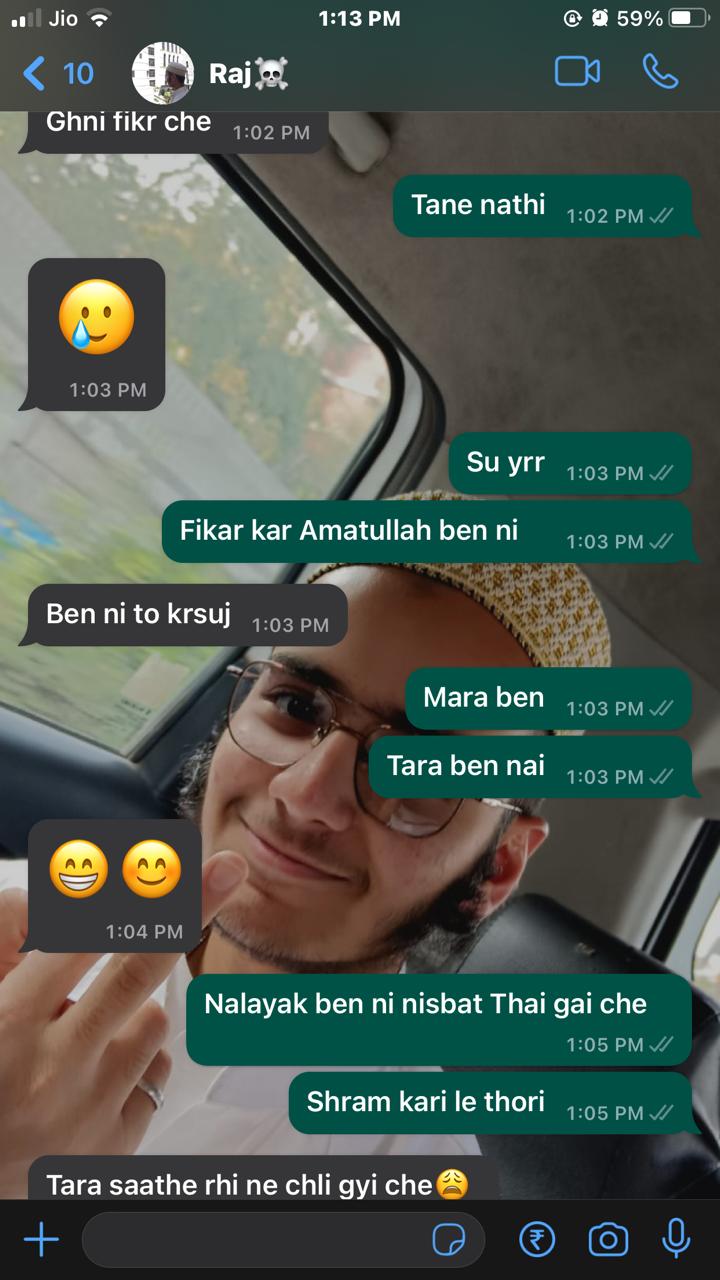 Jio 1:13 PM 59%
10 Raj☠️
Ghni fikr che 1:02 PM
Tane nathi 1:02 PM
🥲
1:03 PM
Su yrr 1:03 PM
Fikar kar Amatullah ben ni 1:03 PM
Ben ni to krsuj 1:03 PM
Mara ben 1:03 PM
Tara ben nai 1:03 PM
😁😊
1:04 PM
Nalayak ben ni nisbat Thai gai che
1:05 PM
Shram kari le thori 1:05 PM
Tara saathe rhi ne chli gyi che😩